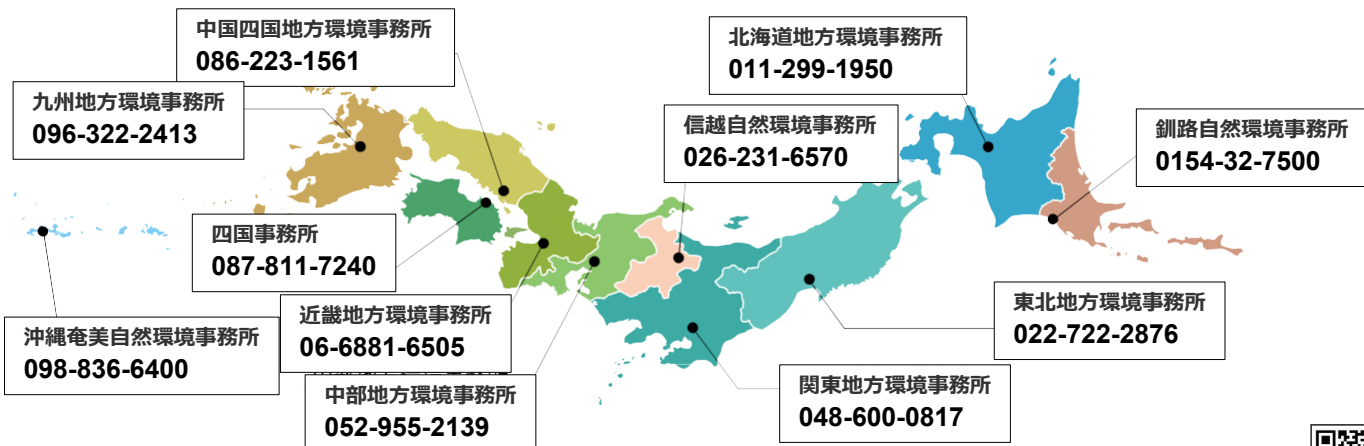 中国四国地方環境事務所
086-223-1561
北海道地方環境事務所
011-299-1950
九州地方環境事務所
096-322-2413
信越自然環境事務所
026-231-6570
釧路自然環境事務所
0154-32-7500
四国事務所
087-811-7240
近畿地方環境事務所
06-6881-6505
東北地方環境事務所
022-722-2876
沖縄奄美自然環境事務所
098-836-6400
中部地方環境事務所
052-955-2139
関東地方環境事務所
048-600-0817